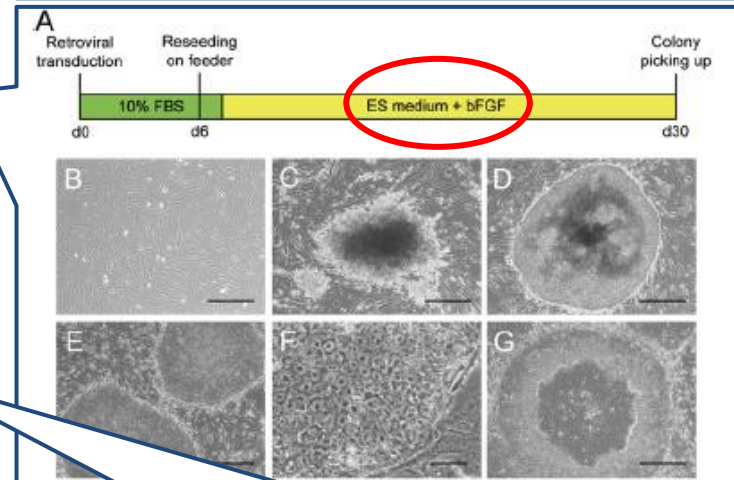 A
Retroviral transduction
Reseeding on feeder
Colony picking up
10% FBS
ES medium + bFGF
d0
d6
d30
B
C
D
E
F
G